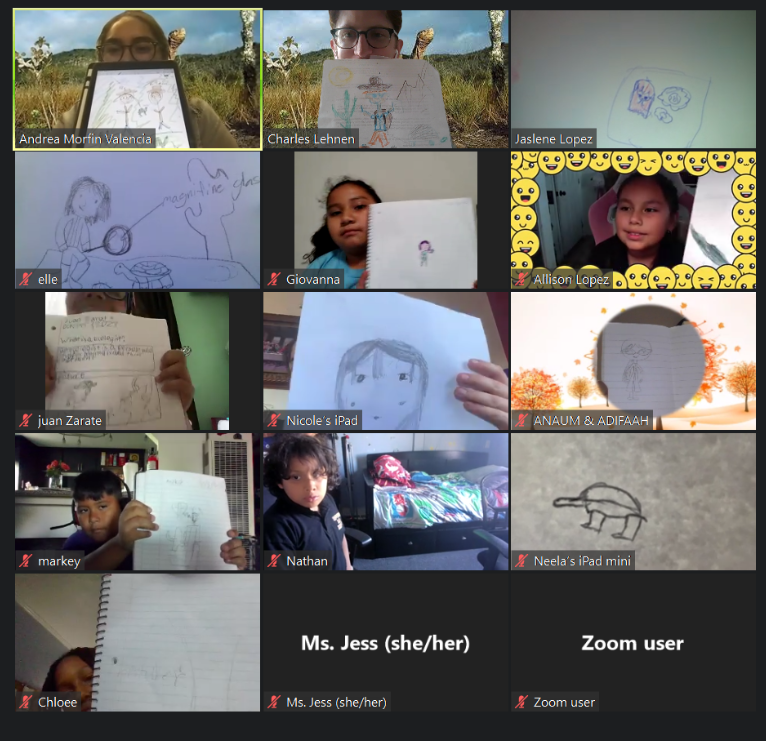 Andrea Morfin Valencia
Charles Lehnen
Jaslene Lopez
magnifine glass
elle
Giovanna
Allison Lopez
juan Zarate
Nicole's iPad
ANAUM & ADIFAAH
markey
Nathan
Neela's iPad mini
Chloee
Ms. Jess (she/her)
Ms. Jess (she/her)
Zoom user
Zoom user